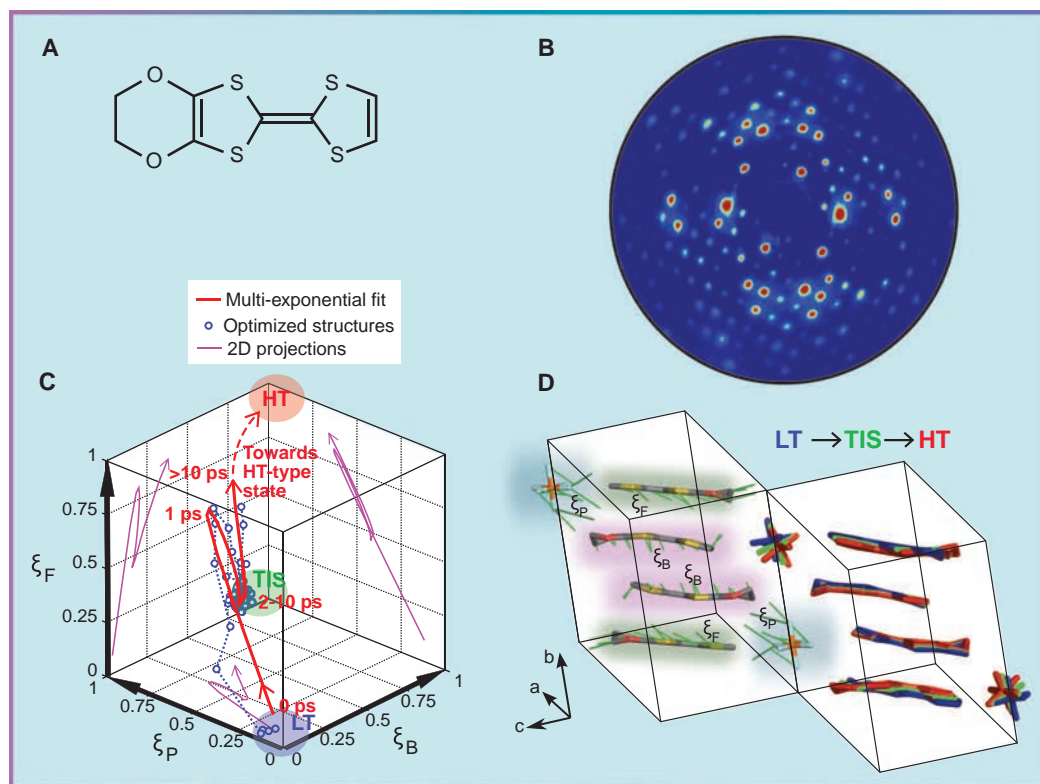 A
O
S
S
O
S
S
B
Multi-exponential fit
Optimized structures
2D projections
C
HT
Towards
HT-type
state
>10 ps
1 ps
TIS
2-10 ps
0 ps
LT
1
0.75
0.5
0.25
0
ξF
1
0.75
0.5
0.25
0
ξP
0
0.25
0.5
0.75
1
ξB
D
LT →TIS→HT
ξP
ξF
ξB
ξB
ξP
ξF
b
a
c